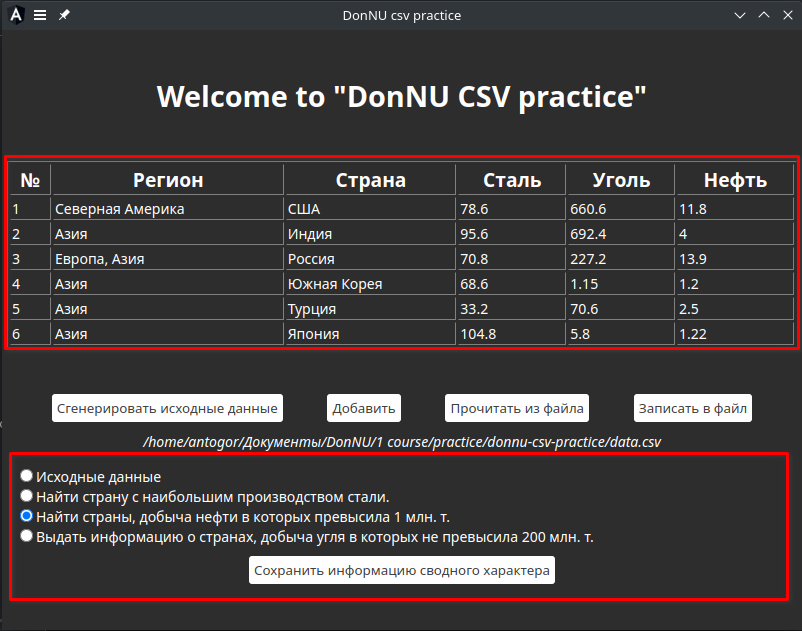 DonNU csv practice
Welcome to "DonNU CSV practice"
№ Регион Страна Сталь Уголь Нефть
1 Северная Америка США 78.6 660.6 11.8
2 Азия Индия 95.6 692.4 4
3 Европа, Азия Россия 70.8 227.2 13.9
4 Азия Южная Корея 68.6 1.15 1.2
5 Азия Турция 33.2 70.6 2.5
6 Азия Япония 104.8 5.8 1.22
Сгенерировать исходные данные Добавить Прочитать из файла Записать в файл
/home/antogor/Документы/DonNU/1 course/practice/donnu-csv-practice/data.csv
Исходные данные
Найти страну с наибольшим производством стали.
Найти страны, добыча нефти в которых превысила 1 млн. т.
Выдать информацию о странах, добыча угля в которых не превысила 200 млн. т.
Сохранить информацию сводного характера